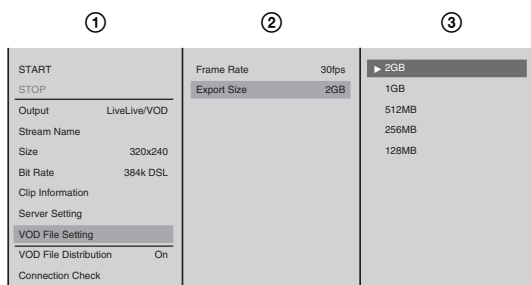 1 2 3
START
STOP
Output LiveLive/VOD
Stream Name
Size 320x240
Bit Rate 384k DSL
Clip Information
Server Setting
VOD File Setting
VOD File Distribution On
Connection Check
Frame Rate 30fps
Export Size 2GB
2GB
1GB
512MB
256MB
128MB